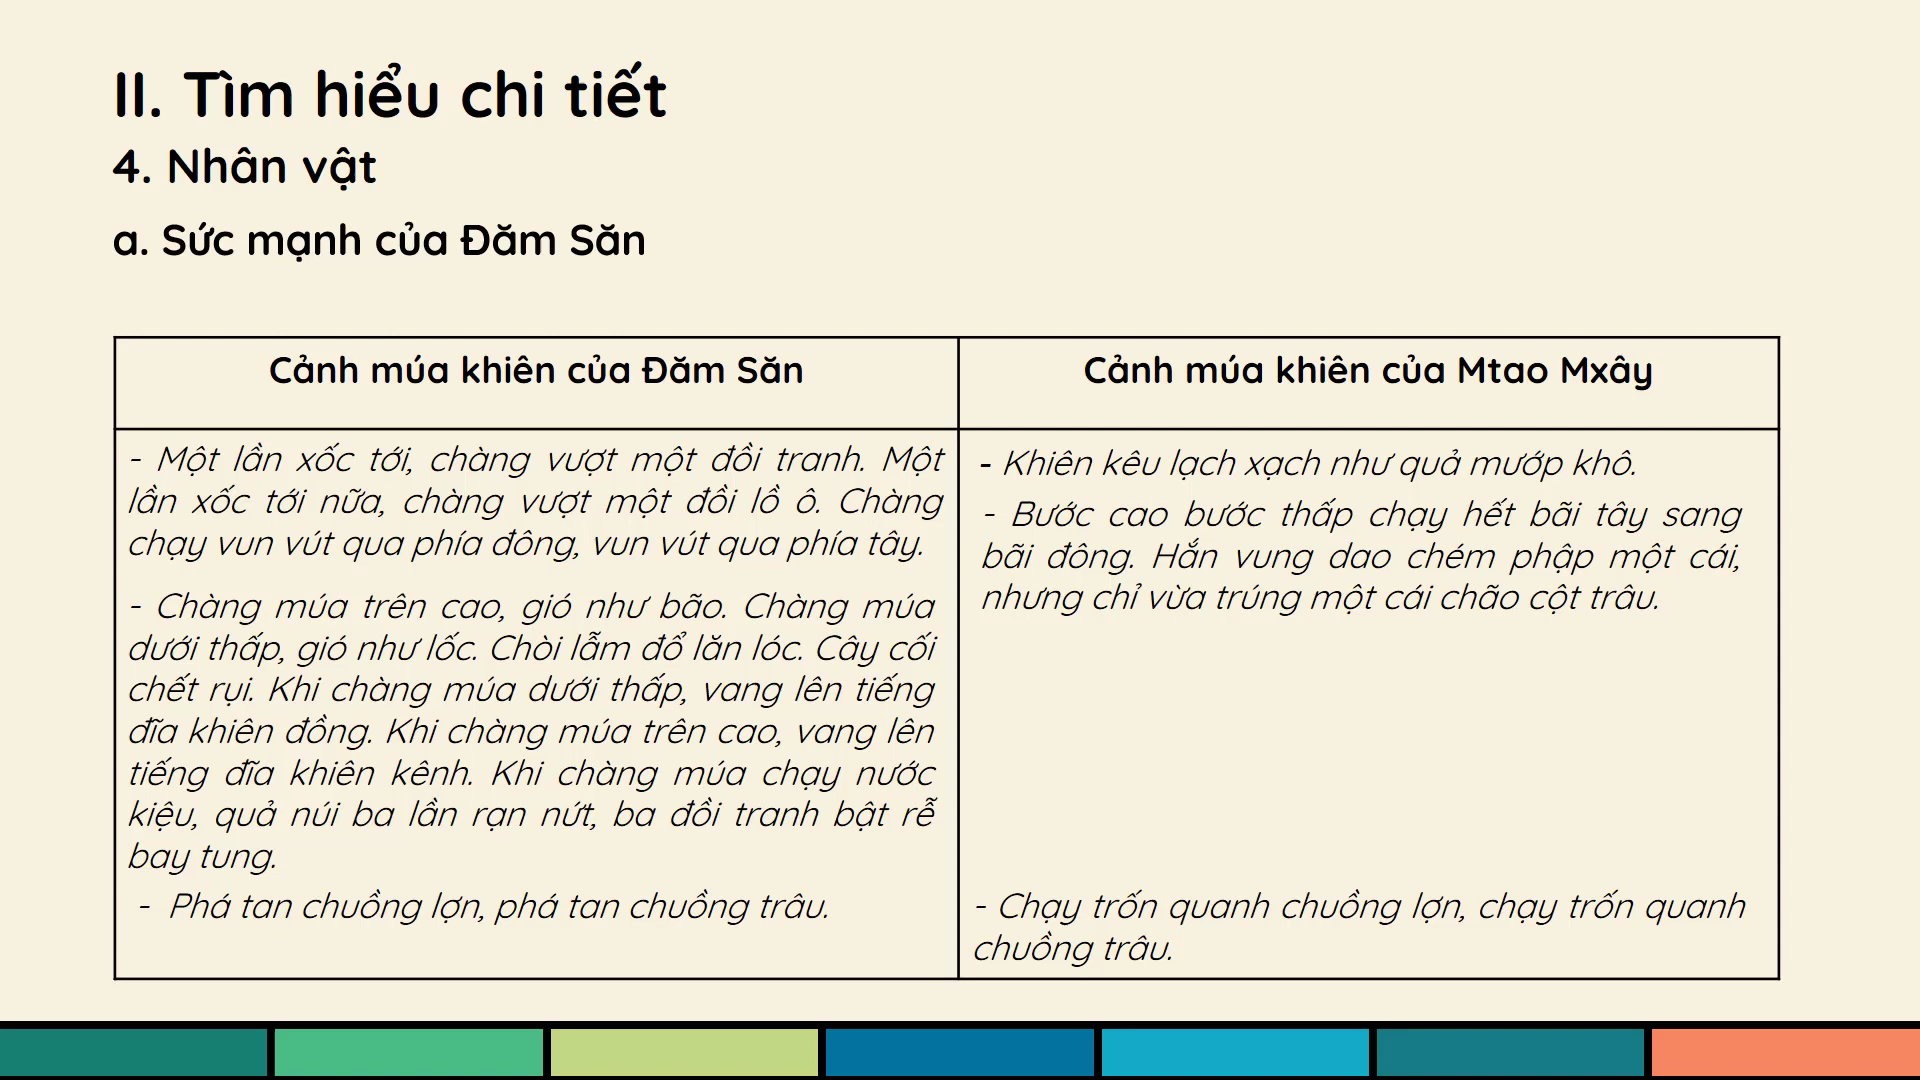 II. Tìm hiểu chi tiết
4. Nhân vật
a. Sức mạnh của Đăm Săn
Cảnh múa khiên của Đăm Săn
- Một lần xốc tới, chàng vượt một đồi tranh. Một
lần xốc tới nữa, chàng vượt một đồi lồ ô. Chàng
chạy vun vút qua phía đông, vun vút qua phía tây.
- Chàng múa trên cao, gió như bão. Chàng múa
dưới thấp, gió như lốc. Chòi lẫm đổ lăn lóc. Cây cối
chết rụi. Khi chàng múa dưới thấp, vang lên tiếng
đĩa khiên đồng. Khi chàng múa trên cao, vang lên
tiếng đĩa khiên kênh. Khi chàng múa chạy nước
kiệu, quả núi ba lần rạn nứt, ba đồi tranh bật rễ
bay tung.
- Phá tan chuồng lợn, phá tan chuồng trâu.
Cảnh múa khiên của Mtao Mxây
- Khiên kêu lạch xạch như quả mướp khô.
- Bước cao bước thấp chạy hết bãi tây sang
bãi đông. Hắn vung dao chém phập một cái,
nhưng chỉ vừa trúng một cái chão cột trâu.
- Chạy trốn quanh chuồng lợn, chạy trốn quanh
chuồng trâu.